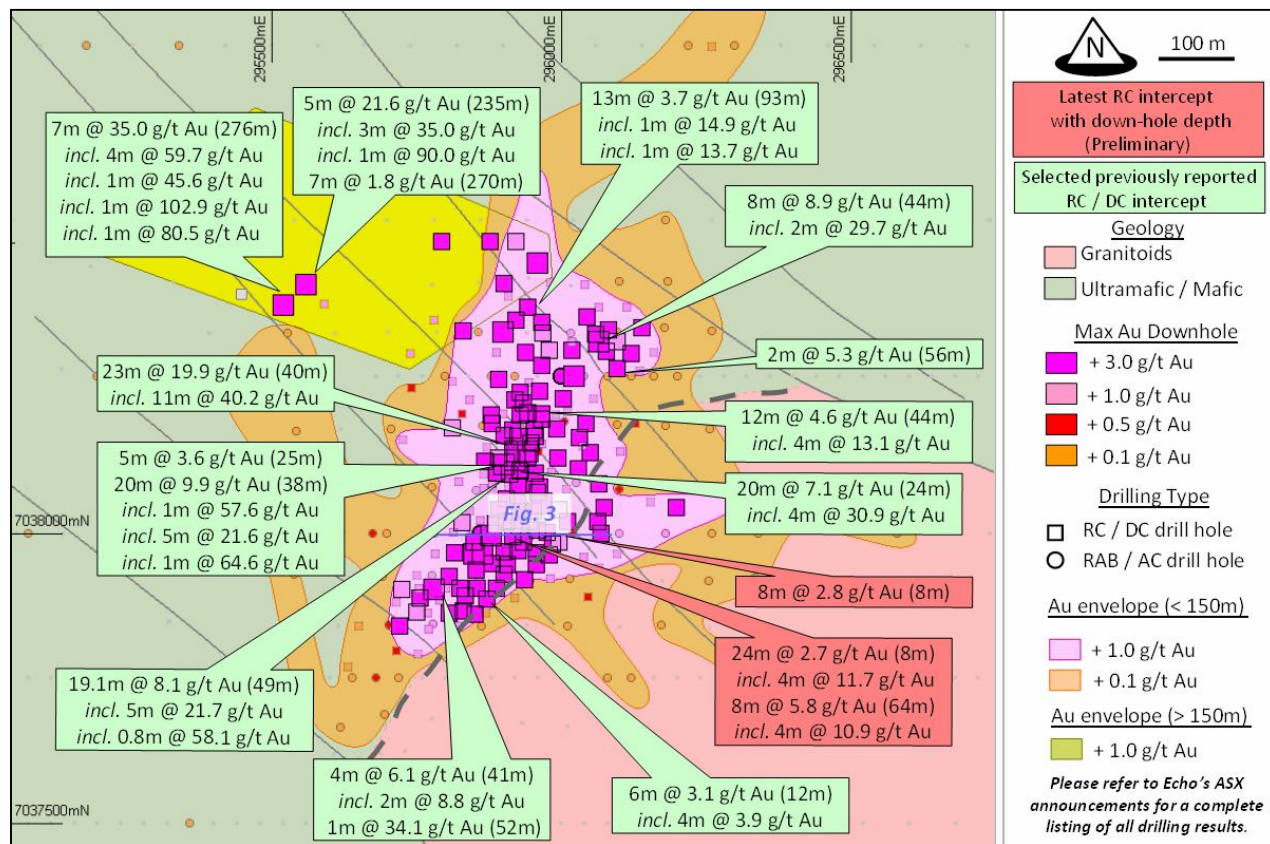 295500mE
296000mE
296500mE
7038000mN
7037500mN
7m @ 35.0 g/t Au (276m)
incl. 4m @ 59.7 g/t Au
incl. 1m @ 45.6 g/t Au
incl. 1m @ 102.9 g/t Au
incl. 1m @ 80.5 g/t Au
5m @ 21.6 g/t Au (235m)
incl. 3m @ 35.0 g/t Au
incl. 1m @ 90.0 g/t Au
7m @ 1.8 g/t Au (270m)
13m @ 3.7 g/t Au (93m)
incl. 1m @ 14.9 g/t Au
incl. 1m @ 13.7 g/t Au
8m @ 8.9 g/t Au (44m)
incl. 2m @ 29.7 g/t Au
2m @ 5.3 g/t Au (56m)
23m @ 19.9 g/t Au (40m)
incl. 11m @ 40.2 g/t Au
12m @ 4.6 g/t Au (44m)
incl. 4m @ 13.1 g/t Au
5m @ 3.6 g/t Au (25m)
20m @ 9.9 g/t Au (38m)
incl. 1m @ 57.6 g/t Au
incl. 5m @ 21.6 g/t Au
incl. 1m @ 64.6 g/t Au
20m @ 7.1 g/t Au (24m)
incl. 4m @ 30.9 g/t Au
Fig. 3
8m @ 2.8 g/t Au (8m)
24m @ 2.7 g/t Au (8m)
incl. 4m @ 11.7 g/t Au
8m @ 5.8 g/t Au (64m)
incl. 4m @ 10.9 g/t Au
19.1m @ 8.1 g/t Au (49m)
incl. 5m @ 21.7 g/t Au
incl. 0.8m @ 58.1 g/t Au
4m @ 6.1 g/t Au (41m)
incl. 2m @ 8.8 g/t Au
1m @ 34.1 g/t Au (52m)
6m @ 3.1 g/t Au (12m)
incl. 4m @ 3.9 g/t Au
N
100 m
Latest RC intercept
with down-hole depth
(Preliminary)
Selected previously reported
RC / DC intercept
Geology
Granitoids
Ultramafic / Mafic
Max Au Downhole
+ 3.0 g/t Au
+ 1.0 g/t Au
+ 0.5 g/t Au
+ 0.1 g/t Au
Drilling Type
RC / DC drill hole
RAB / AC drill hole
Au envelope (< 150m)
+ 1.0 g/t Au
+ 0.1 g/t Au
Au envelope (> 150m)
+ 1.0 g/t Au
Please refer to Echo's ASX
announcements for a complete
listing of all drilling results.